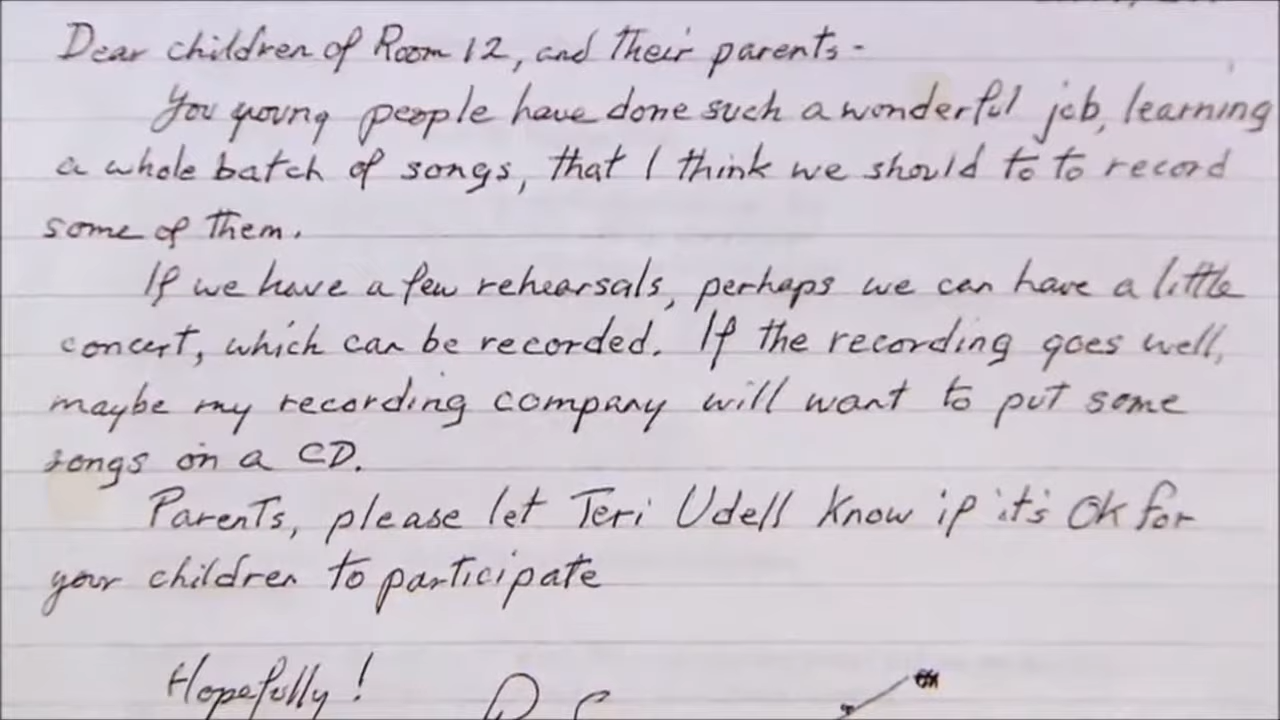 Dear children of Room 12, and their parents -
You young people have done such a wonderful job, learning
a whole batch of songs, that I think we should to to record
some of them.
If we have a few rehearsals, perhaps we can have a little
concert, which can be recorded. If the recording goes well,
maybe my recording company will want to put some
songs on a CD.
Parents, please let Teri Udell know if it's OK for
your children to participate
Hopefully!